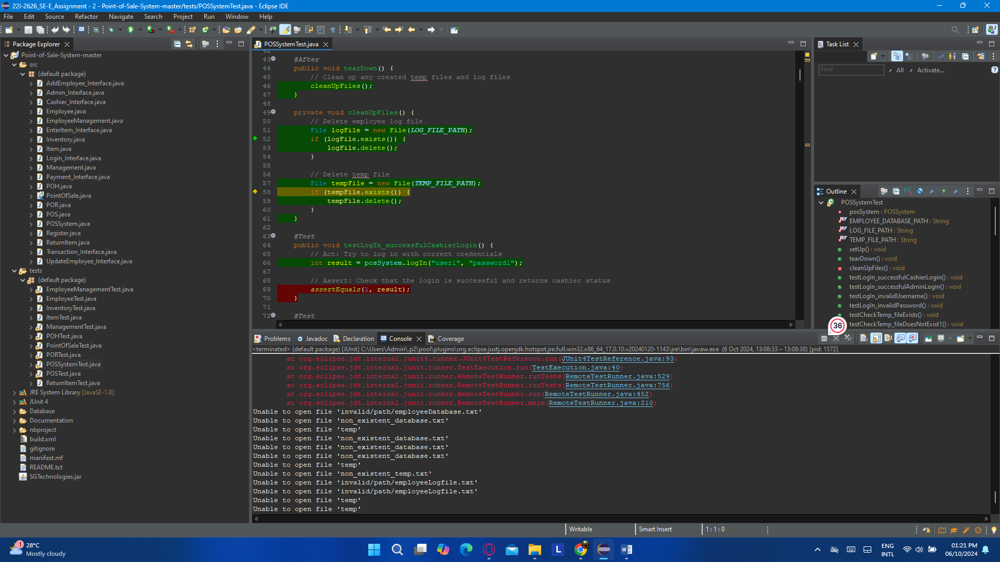 22I-2626_SE-E_Assignment - 2 - Point-of-Sale-System-master/tests/POSSystemTest.java - Eclipse IDE
File Edit Source Refactor Navigate Search Project Run Window Help
Package Explorer
Point-of-Sale-System-master
src
(default package)
AddEmployee_Interface.java
Admin_Interface.java
Cashier_Interface.java
Employee.java
EmployeeManagement.java
EnterItem_Interface.java
Inventory.java
Item.java
Login_Interface.java
Management.java
Payment_Interface.java
POH.java
PointOfSale.java
POR.java
POS.java
POSSystem.java
Register.java
ReturnItem.java
Transaction_Interface.java
UpdateEmployee_Interface.java
tests
(default package)
EmployeeManagementTest.java
EmployeeTest.java
InventoryTest.java
ItemTest.java
ManagementTest.java
POHTest.java
PointOfSaleTest.java
PORTest.java
POSSystemTest.java
POSTest.java
ReturnItemTest.java
JRE System Library [JavaSE-1.8]
JUnit 4
Database
Documentation
nbproject
build.xml
gitignore
manifest.mf
README.txt
SGTechnologies.jar
POSSystemTest.java
42
43 @After
44 public void tearDown() {
45 // Clean up any created temp files and log files
46 cleanUpFiles();
47 }
48
49 private void cleanUpFiles() {
50 // Delete employee log file
51 File logFile = new File(LOG_FILE_PATH);
52 if (logFile.exists()) {
53 logFile.delete();
54 }
55
56 // Delete temp file
57 File tempFile = new File(TEMP_FILE_PATH);
58 if (tempFile.exists()) {
59 tempFile.delete();
60 }
61 }
62
63 @Test
64 public void testLogIn_successfulCashierLogin() {
65 // Act: Try to log in with correct credentials
66 int result = posSystem.logIn("user1", "password1");
67
68 // Assert: Check that the login is successful and returns cashier status
69 assertEquals(1, result);
70 }
71
72 @Test
Task List
Find
All
Activate...
Outline
POSSystemTest
posSystem : POSSystem
EMPLOYEE_DATABASE_PATH : String
LOG_FILE_PATH : String
TEMP_FILE_PATH : String
setUp() : void
tearDown() : void
cleanUpFiles() : void
testLogIn_successfulCashierLogin() : void
testLogIn_successfulAdminLogin() : void
testLogIn_invalidUsername() : void
testLogIn_invalidPassword() : void
testCheckTemp_fileExists() : void
testCheckTemp_fileDoesNotExist1() : void
36
Problems Javadoc Declaration Console Coverage
<terminated> (default package) [JUnit] C:\Users\Admin\.p2\pool\plugins\org.eclipse.justj.openjdk.hotspot.jre.full.win32.x86_64_17.0.10.v20240120-1143\jre\bin\javaw.exe (6 Oct 2024, 13:08:33 – 13:08:38) [pid: 1572]
at org.eclipse.jdt.internal.junit4.runner.JUnit4TestReference.run(JUnit4TestReference.java:93)
at org.eclipse.jdt.internal.junit.runner.TestExecution.run(TestExecution.java:40)
at org.eclipse.jdt.internal.junit.runner.RemoteTestRunner.runTests(RemoteTestRunner.java:529)
at org.eclipse.jdt.internal.junit.runner.RemoteTestRunner.runTests(RemoteTestRunner.java:756)
at org.eclipse.jdt.internal.junit.runner.RemoteTestRunner.run(RemoteTestRunner.java:452)
at org.eclipse.jdt.internal.junit.runner.RemoteTestRunner.main(RemoteTestRunner.java:210)
Unable to open file 'invalid/path/employeeDatabase.txt'
Unable to open file 'non_existent_database.txt'
Unable to open file 'temp'
Unable to open file 'non_existent_database.txt'
Unable to open file 'non_existent_database.txt'
Unable to open file 'non_existent_database.txt'
Unable to open file 'temp'
Unable to open file 'non_existent_temp.txt'
Unable to open file 'invalid/path/employeeLogfile.txt'
Unable to open file 'invalid/path/employeeLogfile.txt'
Unable to open file 'temp'
Unable to open file 'temp'
Writable
Smart Insert
1 : 1 : 0
1
28°C
Mostly cloudy
ENG
INTL
01:21 PM
06/10/2024